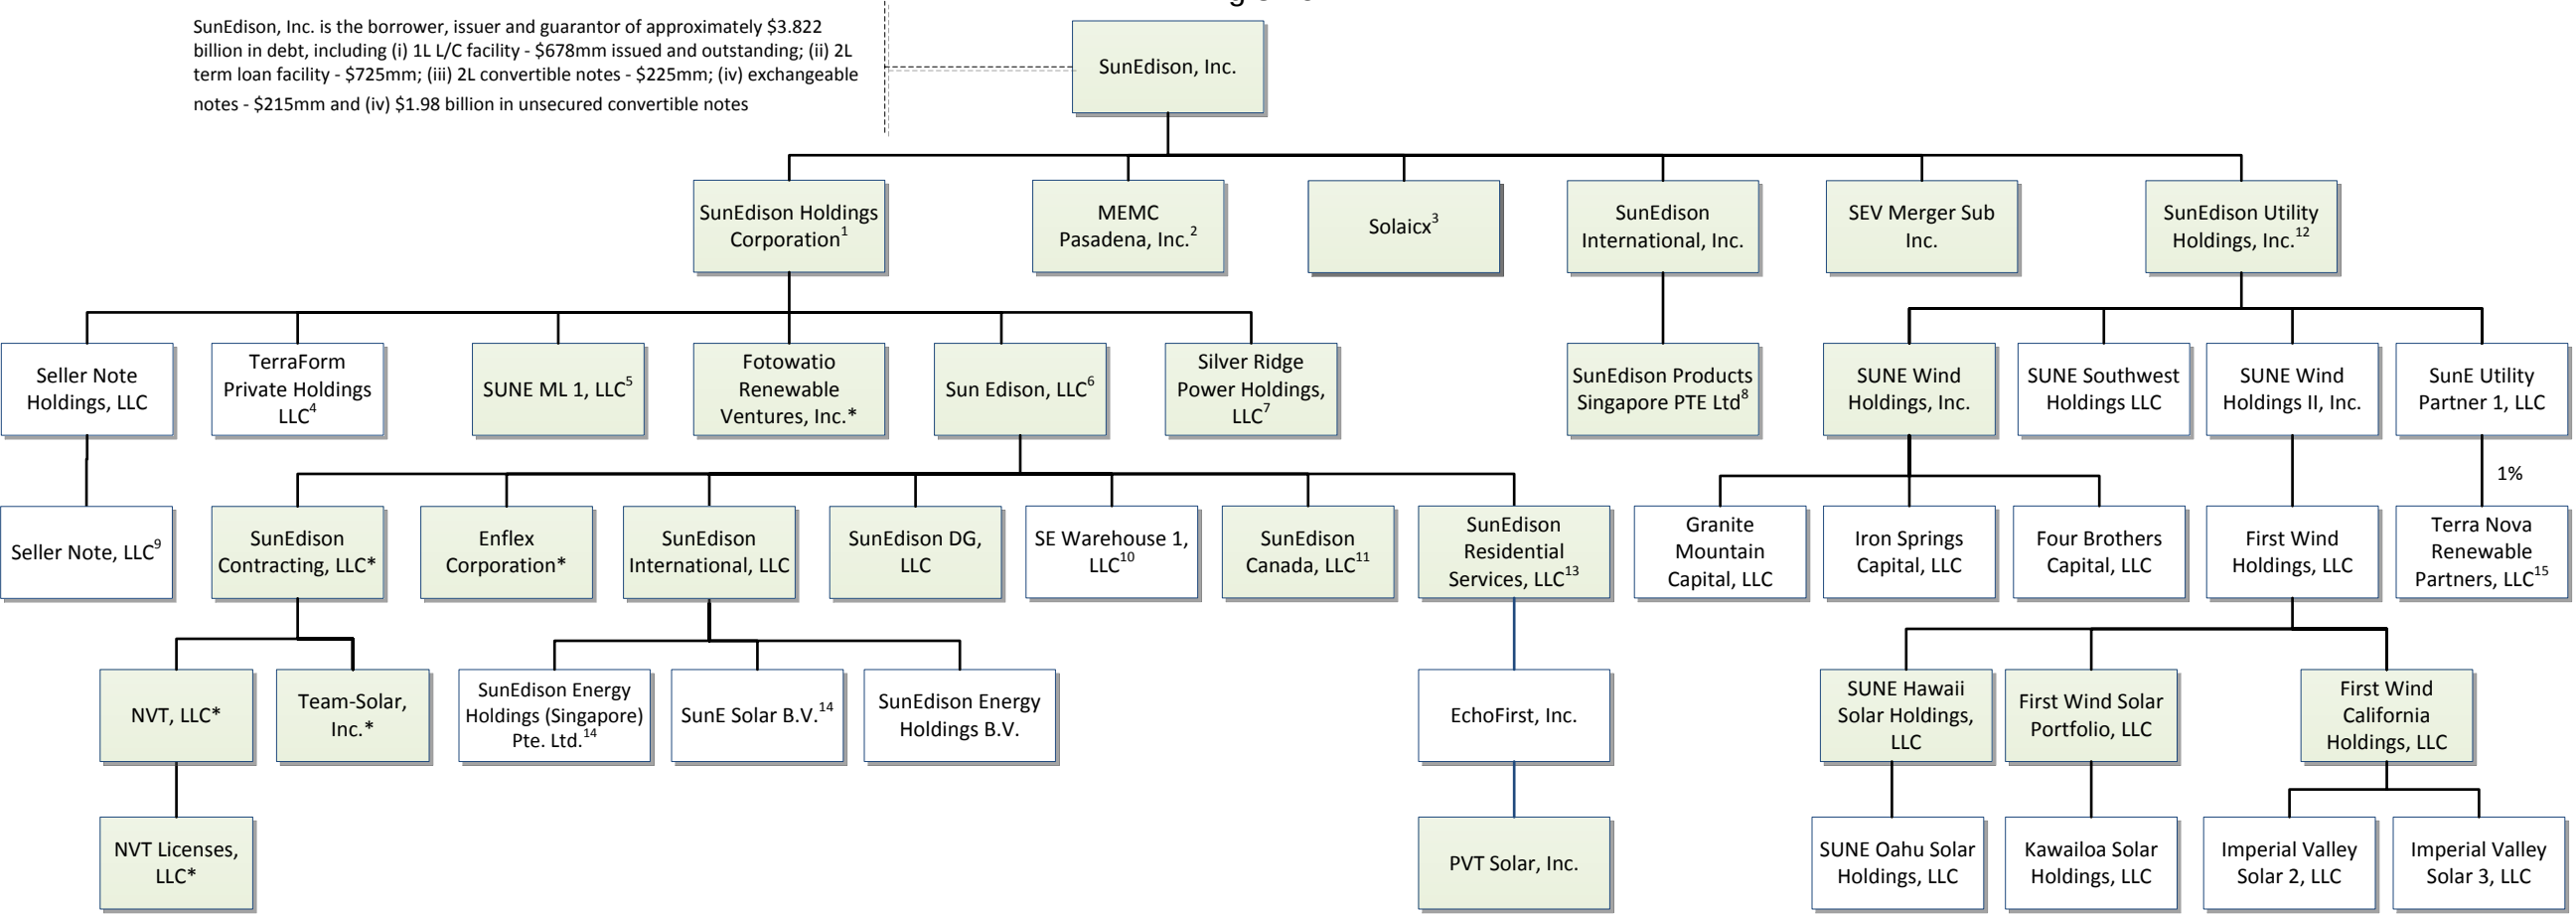 SunEdison, Inc. is the borrower, issuer and guarantor of approximately $3.822
billion in debt, including (i) 1L L/C facility - $678mm issued and outstanding; (ii) 2L
term loan facility - $725mm; (iii) 2L convertible notes - $225mm; (iv) exchangeable
notes - $215mm and (iv) $1.98 billion in unsecured convertible notes
SunEdison, Inc.
SunEdison Holdings
Corporation1
MEMC
Pasadena, Inc.2
Solaicx3
SunEdison
International, Inc.
SEV Merger Sub
Inc.
SunEdison Utility
Holdings, Inc.12
Seller Note
Holdings, LLC
TerraForm
Private Holdings
LLC4
SUNE ML 1, LLC5
Fotowatio
Renewable
Ventures, Inc.*
Sun Edison, LLC6
Silver Ridge
Power Holdings,
LLC7
SunEdison Products
Singapore PTE Ltd8
SUNE Wind
Holdings, Inc.
SUNE Southwest
Holdings LLC
SUNE Wind
Holdings II, Inc.
SunE Utility
Partner 1, LLC
1%
Seller Note, LLC9
SunEdison
Contracting, LLC*
Enflex
Corporation*
SunEdison
International, LLC
SunEdison DG,
LLC
SE Warehouse 1,
LLC10
SunEdison
Canada, LLC11
SunEdison
Residential
Services, LLC13
Granite
Mountain
Capital, LLC
Iron Springs
Capital, LLC
Four Brothers
Capital, LLC
First Wind
Holdings, LLC
Terra Nova
Renewable
Partners, LLC15
NVT, LLC*
Team-Solar,
Inc.*
SunEdison Energy
Holdings (Singapore)
Pte. Ltd.14
SunE Solar B.V.14
SunEdison Energy
Holdings B.V.
EchoFirst, Inc.
SUNE Hawaii
Solar Holdings,
LLC
First Wind Solar
Portfolio, LLC
First Wind
California
Holdings, LLC
NVT Licenses,
LLC*
PVT Solar, Inc.
SUNE Oahu Solar
Holdings, LLC
Kawailoa Solar
Holdings, LLC
Imperial Valley
Solar 2, LLC
Imperial Valley
Solar 3, LLC